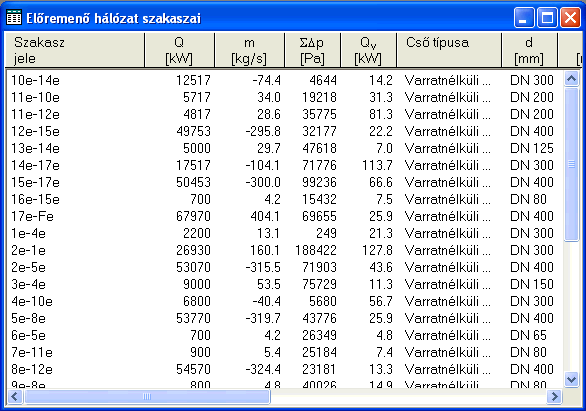 Előremenő hálózat szakaszai
Szakasz jele Q [kW] m [kg/s] ΣΔp [Pa] Qv [kW] Cső típusa d [mm]
10e-14e 12517 -74.4 4644 14.2 Varratnélküli ... DN 300
11e-10e 5717 34.0 19218 31.3 Varratnélküli ... DN 200
11e-12e 4817 28.6 35775 81.3 Varratnélküli ... DN 200
12e-15e 49753 -295.8 32177 22.2 Varratnélküli ... DN 400
13e-14e 5000 29.7 47618 7.0 Varratnélküli ... DN 125
14e-17e 17517 -104.1 71776 113.7 Varratnélküli ... DN 300
15e-17e 50453 -300.0 99236 66.6 Varratnélküli ... DN 400
16e-15e 700 4.2 15432 7.5 Varratnélküli ... DN 80
17e-Fe 67970 404.1 69655 25.9 Varratnélküli ... DN 400
1e-4e 2200 13.1 249 21.3 Varratnélküli ... DN 300
2e-1e 26930 160.1 188422 127.8 Varratnélküli ... DN 300
2e-5e 53070 -315.5 71903 43.6 Varratnélküli ... DN 400
3e-4e 9000 53.5 75729 11.3 Varratnélküli ... DN 150
4e-10e 6800 -40.4 5680 56.7 Varratnélküli ... DN 300
5e-8e 53770 -319.7 43776 25.9 Varratnélküli ... DN 400
6e-5e 700 4.2 26349 4.8 Varratnélküli ... DN 65
7e-11e 900 5.4 25184 7.4 Varratnélküli ... DN 80
8e-12e 54570 -324.4 23181 13.3 Varratnélküli ... DN 400
9e-8e 800 4.8 40026 14.9 Varratnélküli ... DN 80